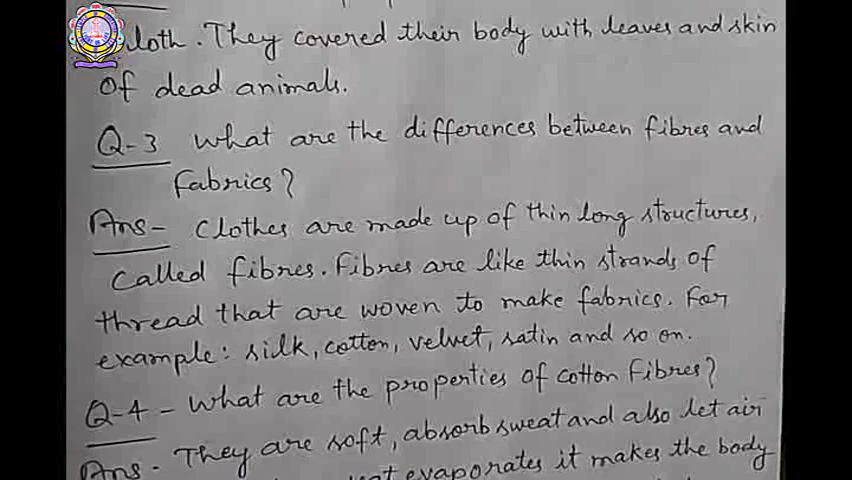 cloth. They covered their body with leaves and skin
of dead animals.
Q-3 What are the differences between fibres and
fabrics?
Ans- Clothes are made up of thin long structures,
called fibres. Fibres are like thin strands of
thread that are woven to make fabrics. For
example: silk, cotton, velvet, satin and so on.
Q-4 - What are the properties of cotton fibres?
Ans- They are soft, absorb sweat and also let air
evaporates it makes the body